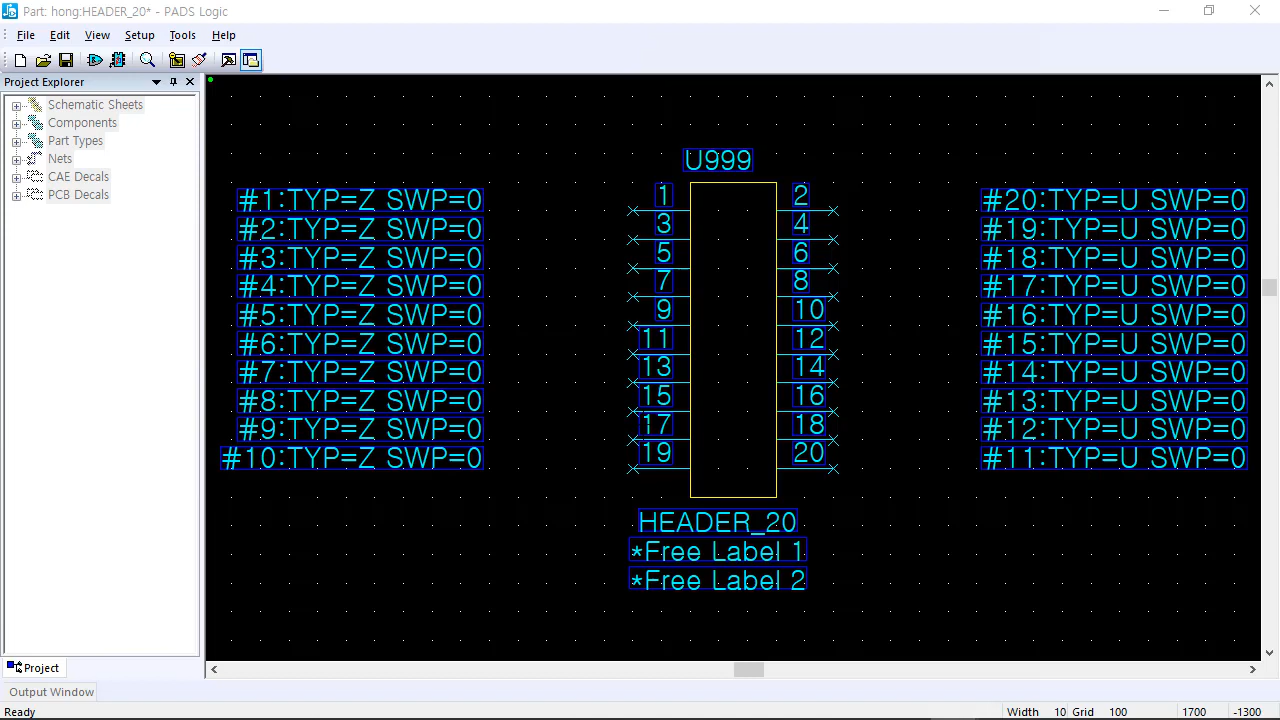 Part: hong:HEADER_20* - PADS Logic
File Edit View Setup Tools Help
Project Explorer
Schematic Sheets
Components
Part Types
Nets
CAE Decals
PCB Decals
U999
#1:TYP=Z SWP=0 1 2 #20:TYP=U SWP=0
#2:TYP=Z SWP=0 3 4 #19:TYP=U SWP=0
#3:TYP=Z SWP=0 5 6 #18:TYP=U SWP=0
#4:TYP=Z SWP=0 7 8 #17:TYP=U SWP=0
#5:TYP=Z SWP=0 9 10 #16:TYP=U SWP=0
#6:TYP=Z SWP=0 11 12 #15:TYP=U SWP=0
#7:TYP=Z SWP=0 13 14 #14:TYP=U SWP=0
#8:TYP=Z SWP=0 15 16 #13:TYP=U SWP=0
#9:TYP=Z SWP=0 17 18 #12:TYP=U SWP=0
#10:TYP=Z SWP=0 19 20 #11:TYP=U SWP=0
HEADER_20
*Free Label 1
*Free Label 2
Project
Output Window
Ready Width 10 Grid 100 1700 -1300